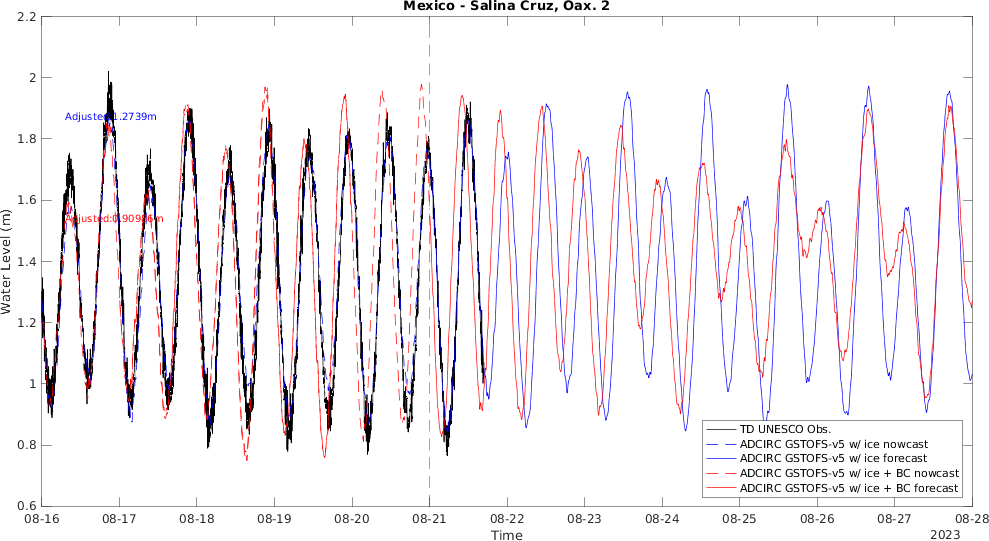 Mexico - Salina Cruz, Oax. 2
2.2
2
1.8
1.6
1.4
1.2
1
0.8
0.6
Water Level (m)
Adjusted:1.2739m
Adjusted:0.90986m
TD UNESCO Obs.
ADCIRC GSTOFS-v5 w/ ice nowcast
ADCIRC GSTOFS-v5 w/ ice forecast
ADCIRC GSTOFS-v5 w/ ice + BC nowcast
ADCIRC GSTOFS-v5 w/ ice + BC forecast
08-16 08-17 08-18 08-19 08-20 08-21 08-22 08-23 08-24 08-25 08-26 08-27 08-28
Time
2023